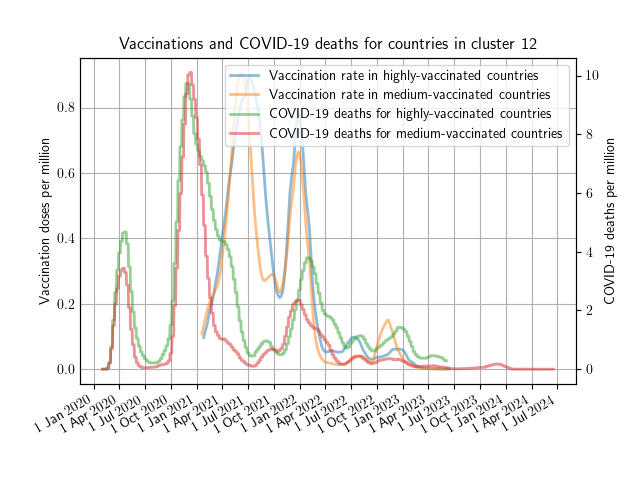 Vaccinations and COVID-19 deaths for countries in cluster 12
Vaccination rate in highly-vaccinated countries
Vaccination rate in medium-vaccinated countries
COVID-19 deaths for highly-vaccinated countries
COVID-19 deaths for medium-vaccinated countries
Vaccination doses per million
0.8
0.6
0.4
0.2
0.0
COVID-19 deaths per million
10
8
6
4
2
0
1 Jan 2020
1 Apr 2020
1 Jul 2020
1 Oct 2020
1 Jan 2021
1 Apr 2021
1 Jul 2021
1 Oct 2021
1 Jan 2022
1 Apr 2022
1 Jul 2022
1 Oct 2022
1 Jan 2023
1 Apr 2023
1 Jul 2023
1 Oct 2023
1 Jan 2024
1 Apr 2024
1 Jul 2024